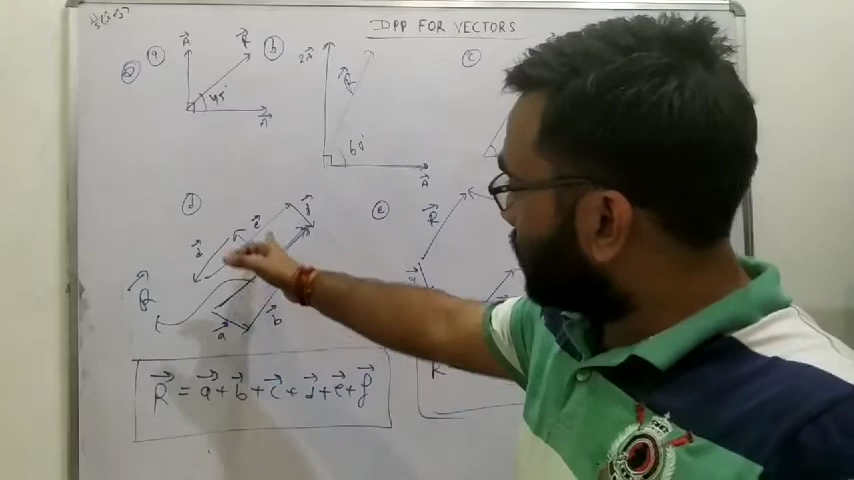 DPP FOR VECTORS
a
A
R
45°
A
b
2A
R
60°
A
c
d
d
e
f
a
b
R
R = a + b + c + d + e + f
e
R
a
R